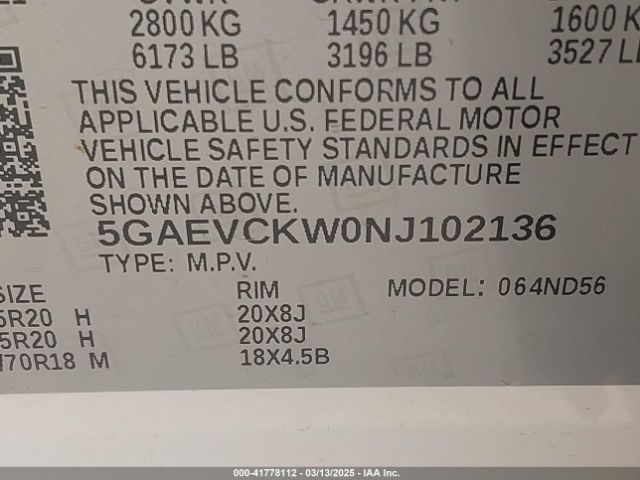 2800 KG 1450 KG 1600 K
6173 LB 3196 LB 3527 L
THIS VEHICLE CONFORMS TO ALL
APPLICABLE U.S. FEDERAL MOTOR
VEHICLE SAFETY STANDARDS IN EFFECT
ON THE DATE OF MANUFACTURE
SHOWN ABOVE.
5GAEVCKW0NJ102136
TYPE: M.P.V.
SIZE RIM MODEL: 064ND56
5R20 H 20X8J
5R20 H 20X8J
/70R18 M 18X4.5B
000-41778112 - 03/13/2025 - IAA Inc.